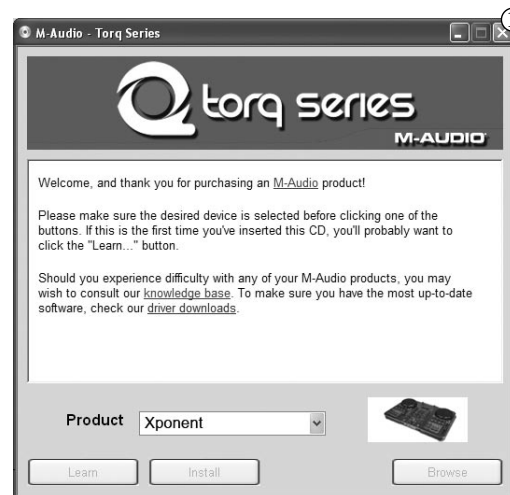 M-Audio - Torq Series
torq series
M-AUDIO
Welcome, and thank you for purchasing an M-Audio product!
Please make sure the desired device is selected before clicking one of the
buttons. If this is the first time you've inserted this CD, you'll probably want to
click the "Learn..." button.
Should you experience difficulty with any of your M-Audio products, you may
wish to consult our knowledge base. To make sure you have the most up-to-date
software, check our driver downloads.
Product Xponent
Learn Install Browse